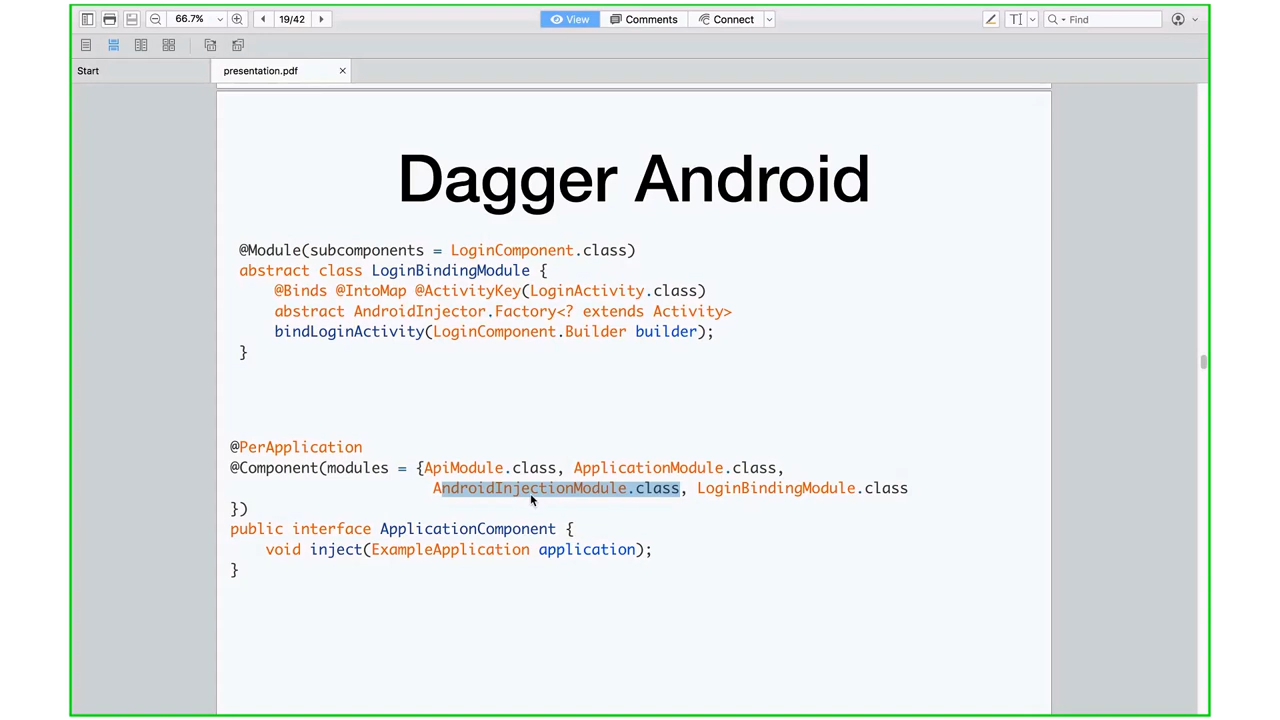 66.7%
19/42
View
Comments
Connect
Find
Start
presentation.pdf
Dagger Android
@Module(subcomponents = LoginComponent.class)
abstract class LoginBindingModule {
@Binds @IntoMap @ActivityKey(LoginActivity.class)
abstract AndroidInjector.Factory<? extends Activity>
bindLoginActivity(LoginComponent.Builder builder);
}
@PerApplication
@Component(modules = {ApiModule.class, ApplicationModule.class,
AndroidInjectionModule.class, LoginBindingModule.class
})
public interface ApplicationComponent {
void inject(ExampleApplication application);
}